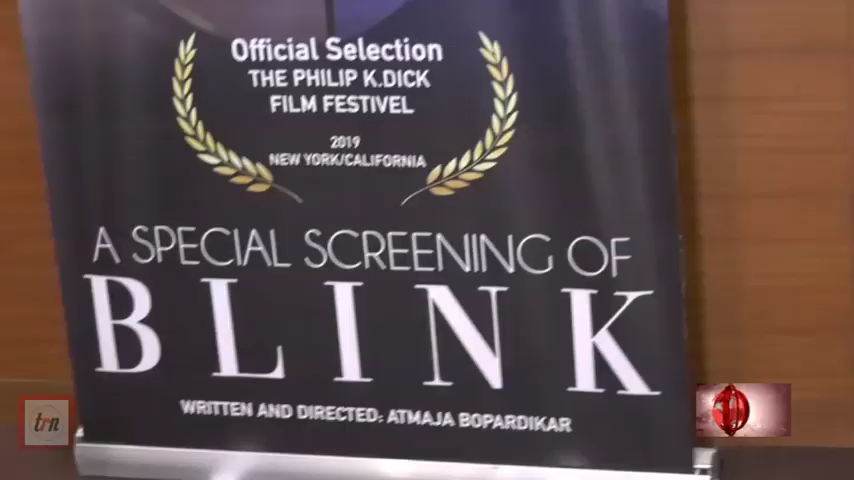 Official Selection
THE PHILIP K.DICK
FILM FESTIVEL
2019
NEW YORK/CALIFORNIA
A SPECIAL SCREENING OF
BLINK
WRITTEN AND DIRECTED: ATMAJA BOPARDIKAR
trn